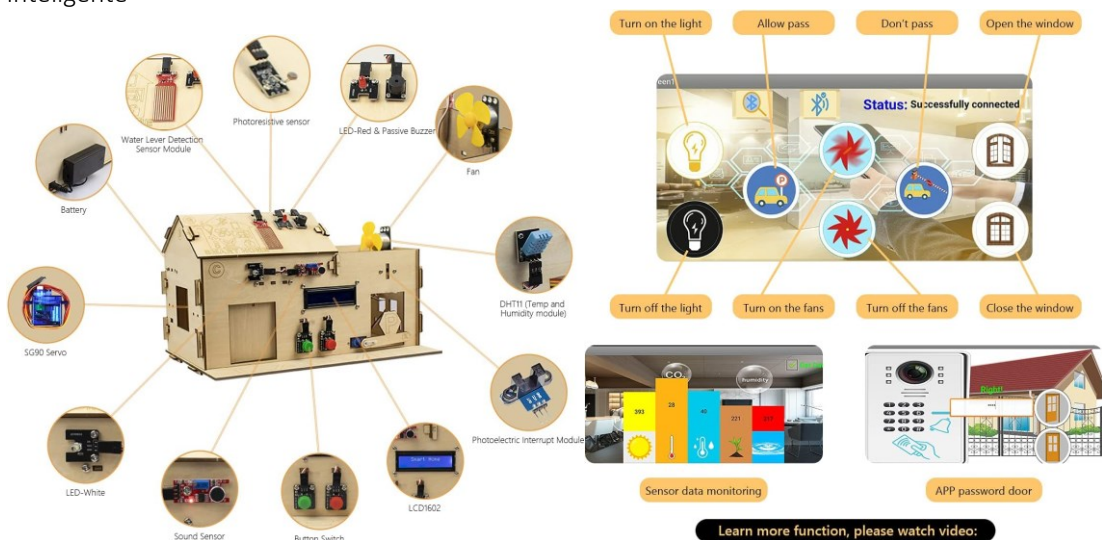 inteligente
Water Lever Detection
Sensor Module
Photoresistive sensor
LED-Red & Passive Buzzer
Fan
Battery
DHT11 (Temp and
Humidity module)
SG90 Servo
Photoelectric Interrupt Module
LED-White
Sound Sensor
Button Switch
LCD1602
Smart Home
Turn on the light
Allow pass
Don't pass
Open the window
een1
Status: Successfully connected
P
Turn off the light
Turn on the fans
Turn off the fans
Close the window
CO2
humidity
393
28
40
221
Right!
Sensor data monitoring
APP password door
Learn more function, please watch video: